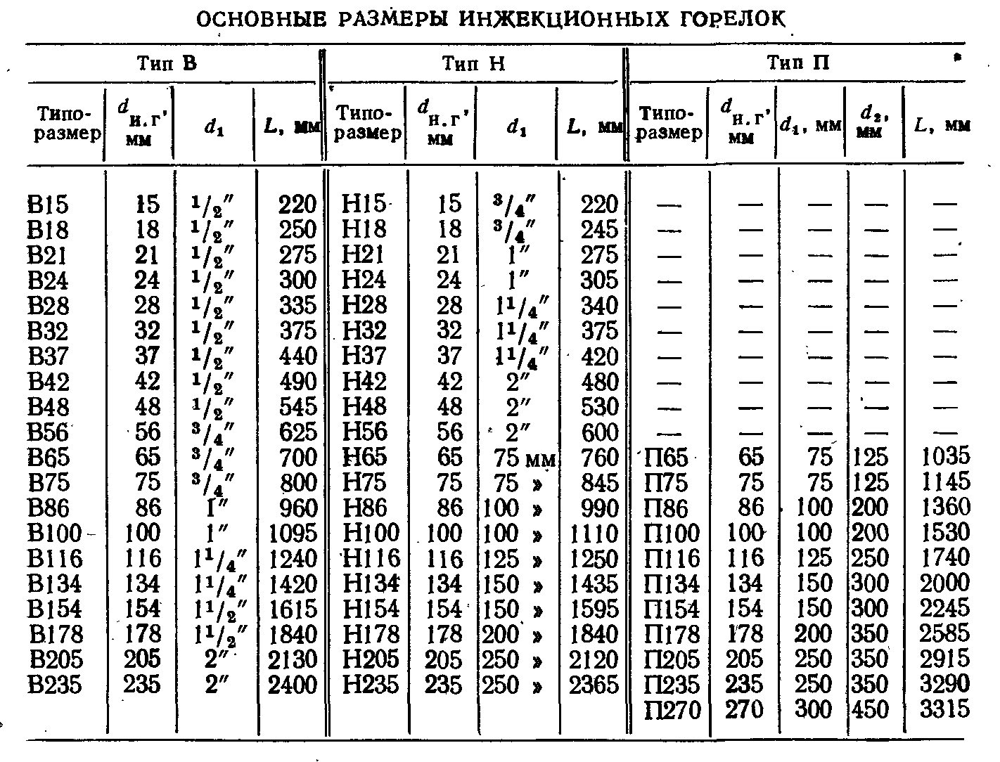 ОСНОВНЫЕ РАЗМЕРЫ ИНЖЕКЦИОННЫХ ГОРЕЛОК
Тип В Тип Н Тип П
Типо-размер d н.г, мм d₁ L, мм Типо-размер d н.г, мм d₁ L, мм Типо-размер d н.г, мм d₁, мм d₂, мм L, мм
В15 15 1/2″ 220 Н15 15 3/4″ 220 — — — — —
В18 18 1/2″ 250 Н18 18 3/4″ 245 — — — — —
В21 21 1/2″ 275 Н21 21 1″ 275 — — — — —
В24 24 1/2″ 300 Н24 24 1″ 305 — — — — —
В28 28 1/2″ 335 Н28 28 1 1/4″ 340 — — — — —
В32 32 1/2″ 375 Н32 32 1 1/4″ 375 — — — — —
В37 37 1/2″ 440 Н37 37 1 1/4″ 420 — — — — —
В42 42 1/2″ 490 Н42 42 2″ 480 — — — — —
В48 48 1/2″ 545 Н48 48 2″ 530 — — — — —
В56 56 3/4″ 625 Н56 56 2″ 600 — — — — —
В65 65 3/4″ 700 Н65 65 75 мм 760 П65 65 75 125 1035
В75 75 3/4″ 800 Н75 75 75 » 845 П75 75 75 125 1145
В86 86 1″ 960 Н86 86 100 » 990 П86 86 100 200 1360
В100 100 1″ 1095 Н100 100 100 » 1110 П100 100 100 200 1530
В116 116 1 1/4″ 1240 Н116 116 125 » 1250 П116 116 125 250 1740
В134 134 1 1/4″ 1420 Н134 134 150 » 1435 П134 134 150 300 2000
В154 154 1 1/2″ 1615 Н154 154 150 » 1595 П154 154 150 300 2245
В178 178 1 1/2″ 1840 Н178 178 200 » 1840 П178 178 200 350 2585
В205 205 2″ 2130 Н205 205 250 » 2120 П205 205 250 350 2915
В235 235 2″ 2400 Н235 235 250 » 2365 П235 235 250 350 3290
П270 270 300 450 3315